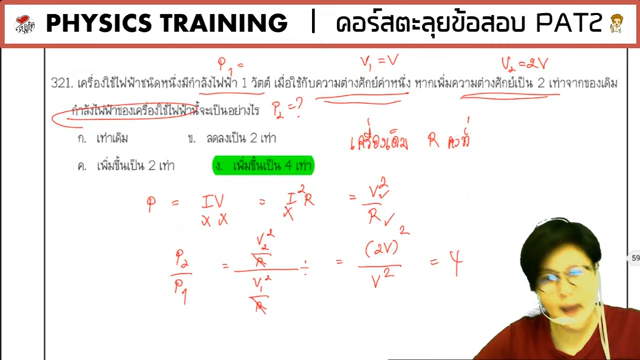 PHYSICS TRAINING | คอร์สตะลุยข้อสอบ PAT2
P₁ = V₁ = V V₂ = 2V
321. เครื่องใช้ไฟฟ้าชนิดหนึ่งมีกำลังไฟฟ้า 1 วัตต์ เมื่อใช้กับความต่างศักย์ค่าหนึ่ง หากเพิ่มความต่างศักย์เป็น 2 เท่าจากของเดิม
กำลังไฟฟ้าของเครื่องใช้ไฟฟ้านี้จะเป็นอย่างไร P₂ = ?
ก. เท่าเดิม ข. ลดลงเป็น 2 เท่า เครื่องเดิม R คงที่
ค. เพิ่มขึ้นเป็น 2 เท่า ง. เพิ่มขึ้นเป็น 4 เท่า
P = IV = I²R = V²/R
P₂/P₁ = (V₂²/R)/(V₁²/R) ÷ = (2V)²/V² = 4
59